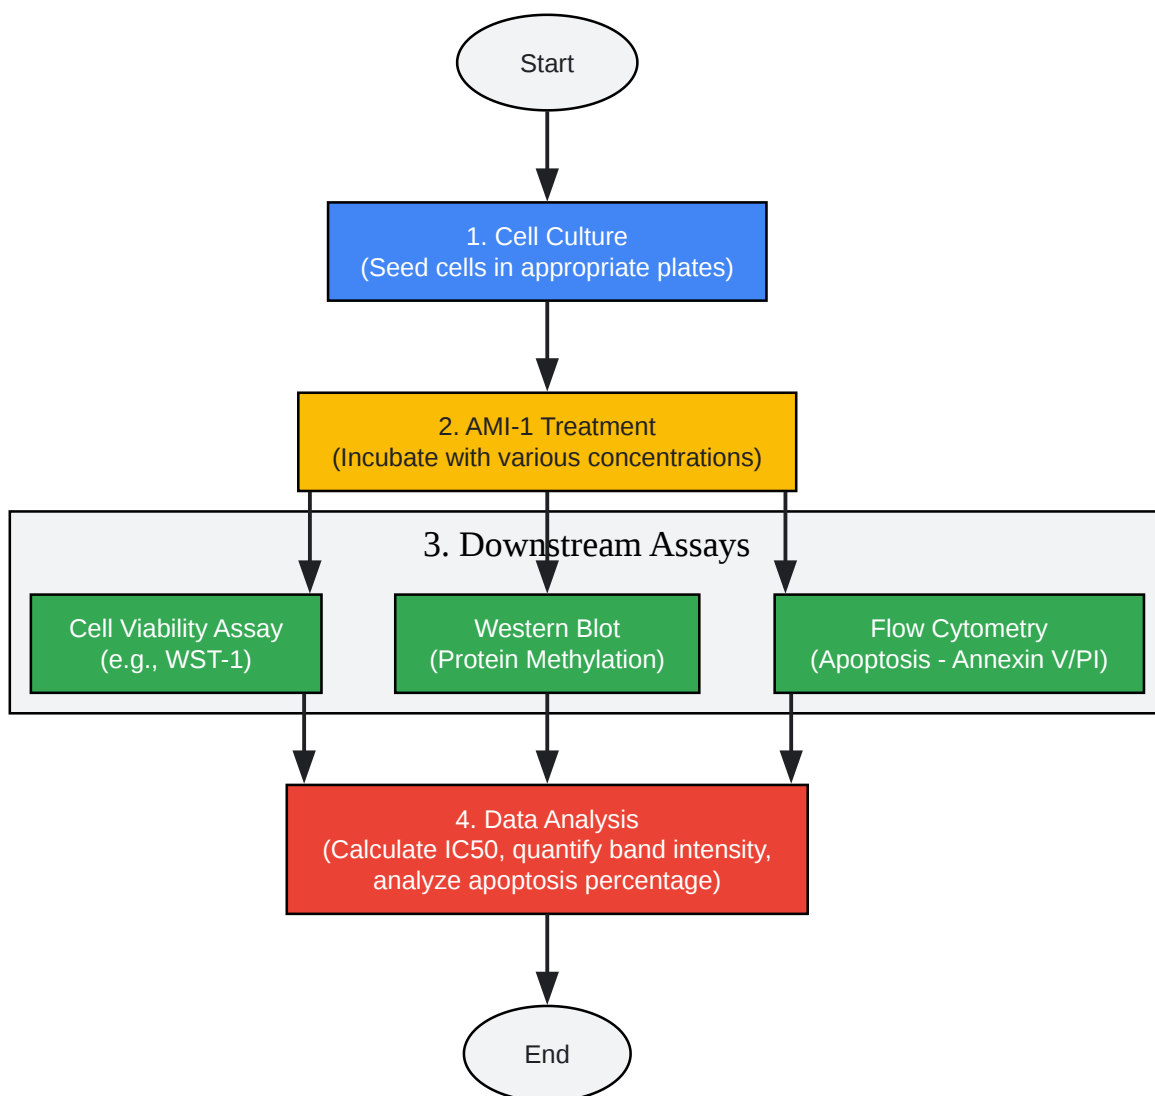 Start
1. Cell Culture
(Seed cells in appropriate plates)
2. AMI-1 Treatment
(Incubate with various concentrations)
3. Downstream Assays
Cell Viability Assay
(e.g., WST-1)
Western Blot
(Protein Methylation)
Flow Cytometry
(Apoptosis - Annexin V/PI)
4. Data Analysis
(Calculate IC50, quantify band intensity,
analyze apoptosis percentage)
End